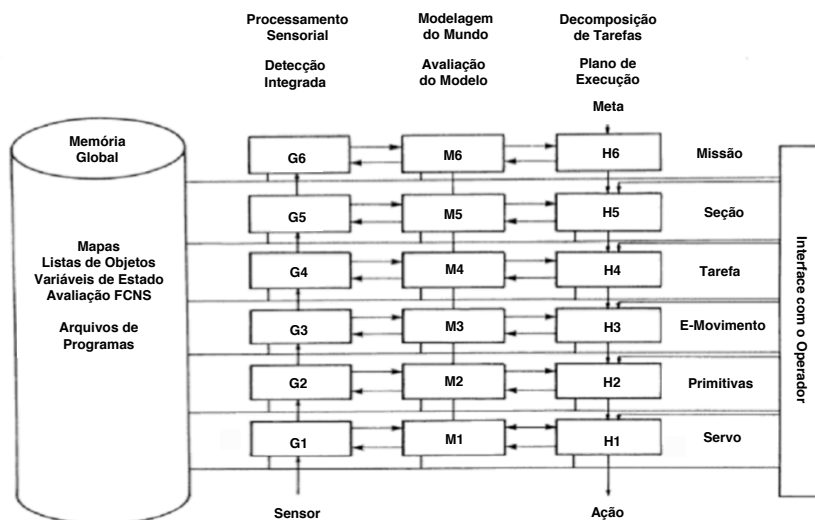 Processamento
Sensorial
Detecção
Integrada
Modelagem
do Mundo
Avaliação
do Modelo
Decomposição
de Tarefas
Plano de
Execução
Meta
Memória
Global
Mapas
Listas de Objetos
Variáveis de Estado
Avaliação FCNS
Arquivos de
Programas
G6
M6
H6
Missão
G5
M5
H5
Seção
G4
M4
H4
Tarefa
G3
M3
H3
E-Movimento
G2
M2
H2
Primitivas
G1
M1
H1
Servo
Sensor
Ação
Interface com o Operador